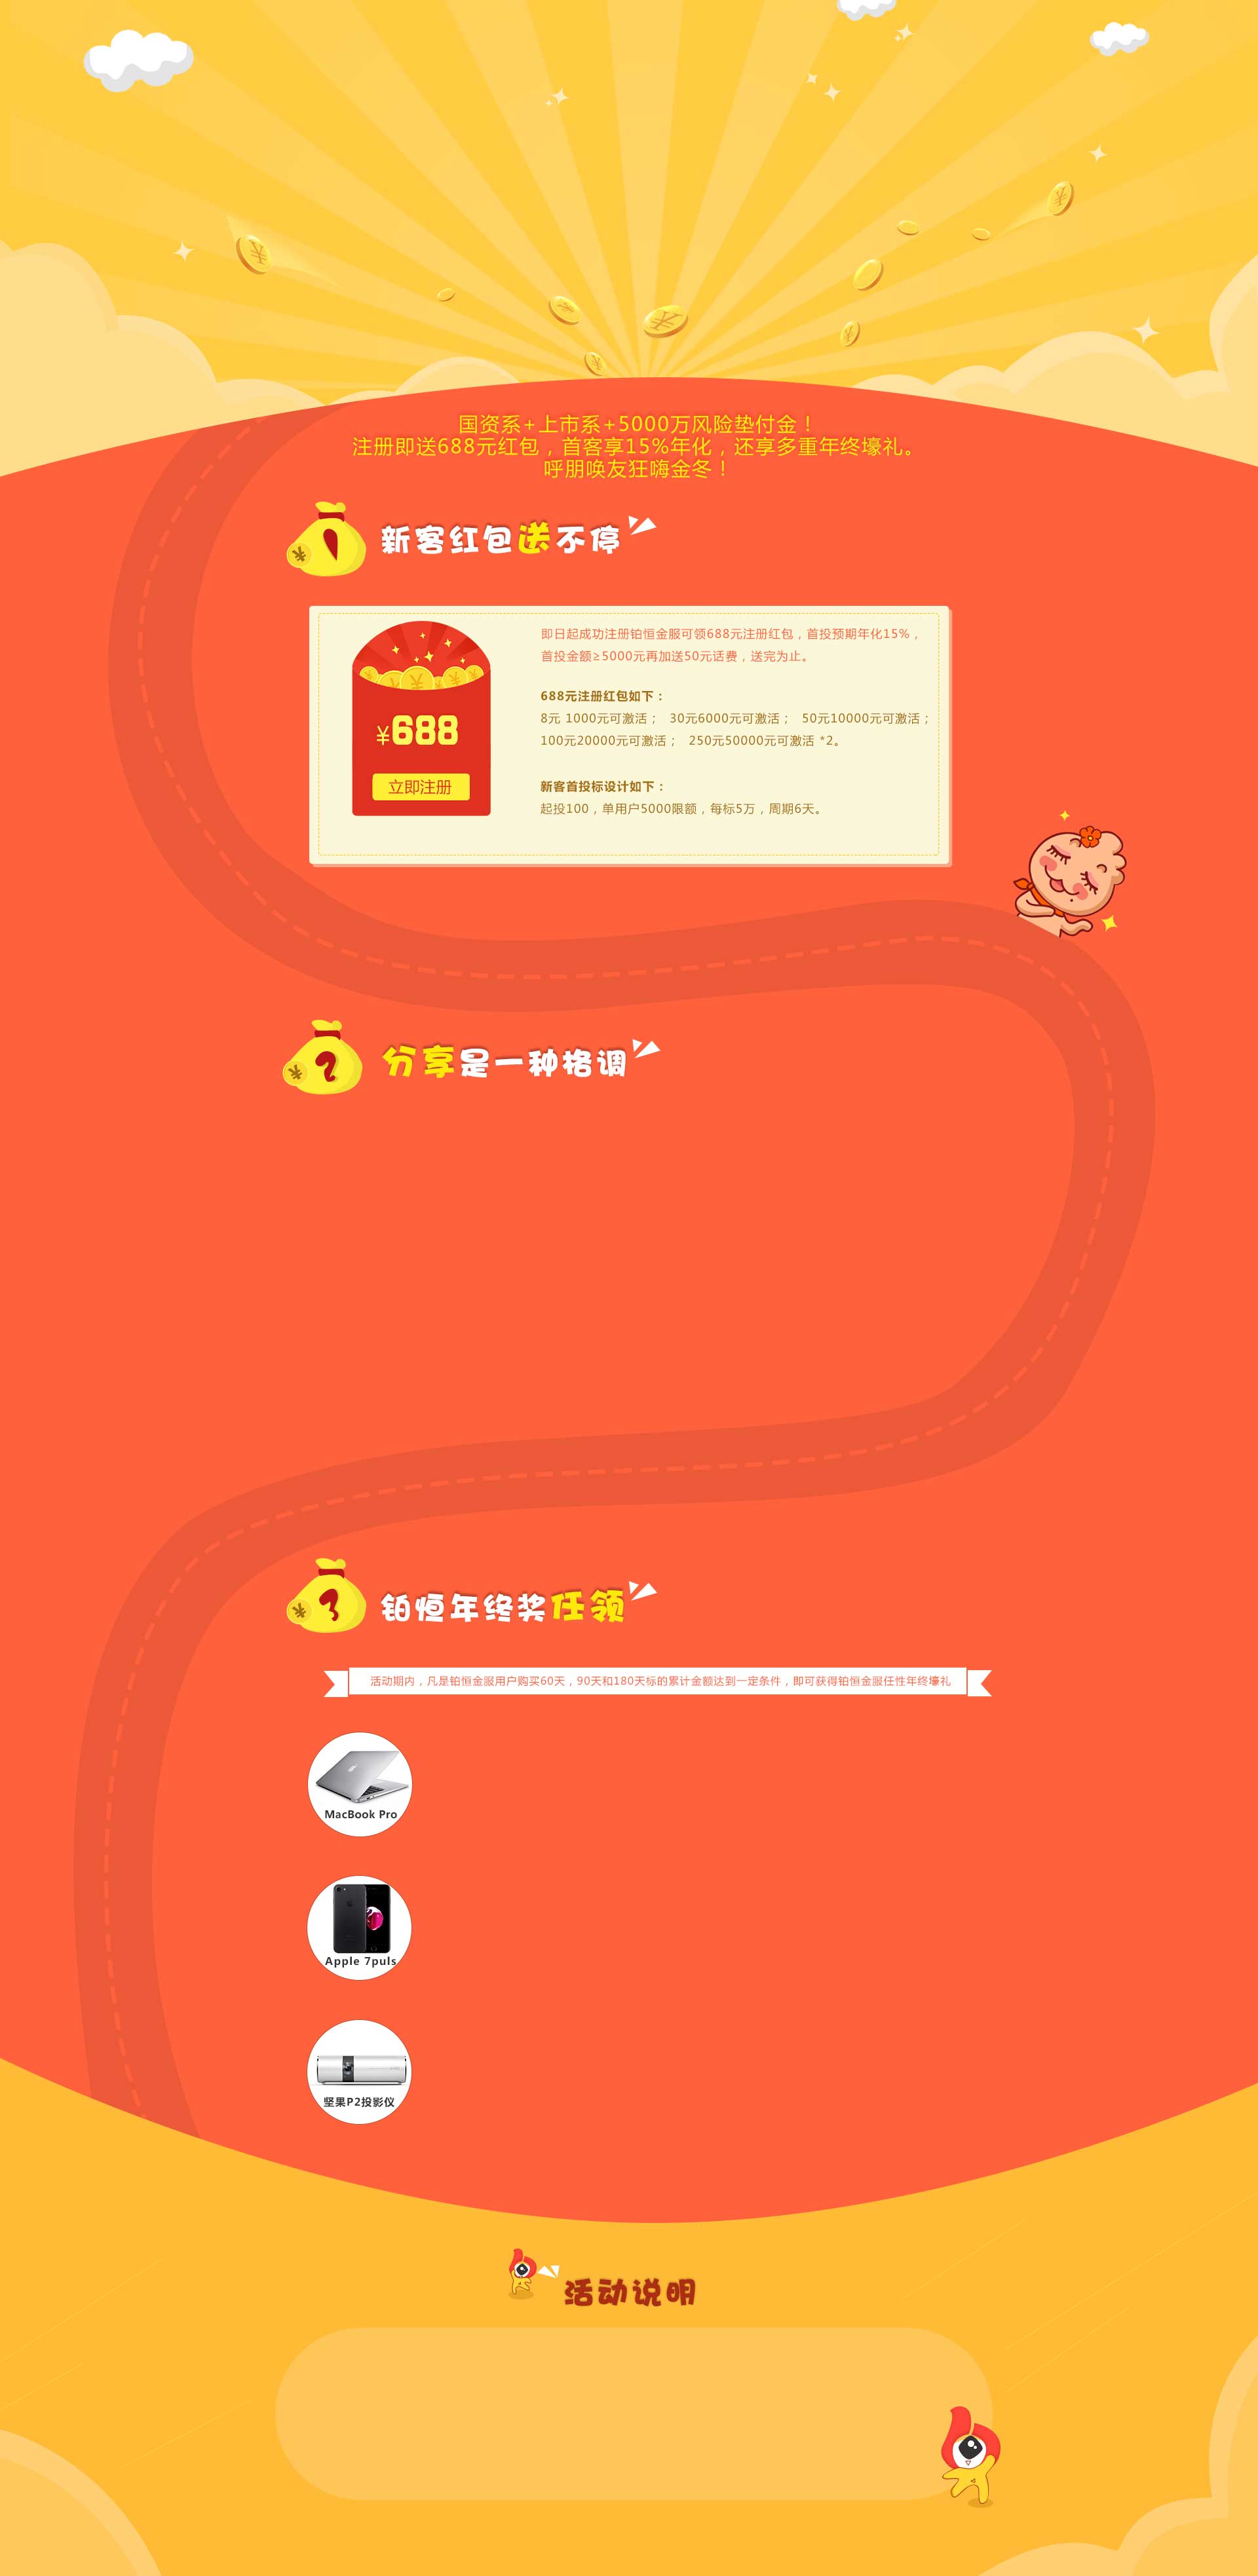 国资系+上市系+5000万风险垫付金！
注册即送688元红包，首客享15%年化，还享多重年终壕礼。
呼朋唤友狂嗨金冬！
1 新客红包送不停
即日起成功注册铂恒金服可领688元注册红包，首投预期年化15%，
首投金额≥5000元再加送50元话费，送完为止。
¥688
立即注册
688元注册红包如下：
8元 1000元可激活； 30元6000元可激活； 50元10000元可激活；
100元20000元可激活； 250元50000元可激活 *2。
新客首投标设计如下：
起投100，单用户5000限额，每标5万，周期6天。
2 分享是一种格调
3 铂恒年终奖任领
活动期内，凡是铂恒金服用户购买60天，90天和180天标的累计金额达到一定条件，即可获得铂恒金服任性年终壕礼
MacBook Pro
Apple 7puls
坚果P2投影仪
活动说明